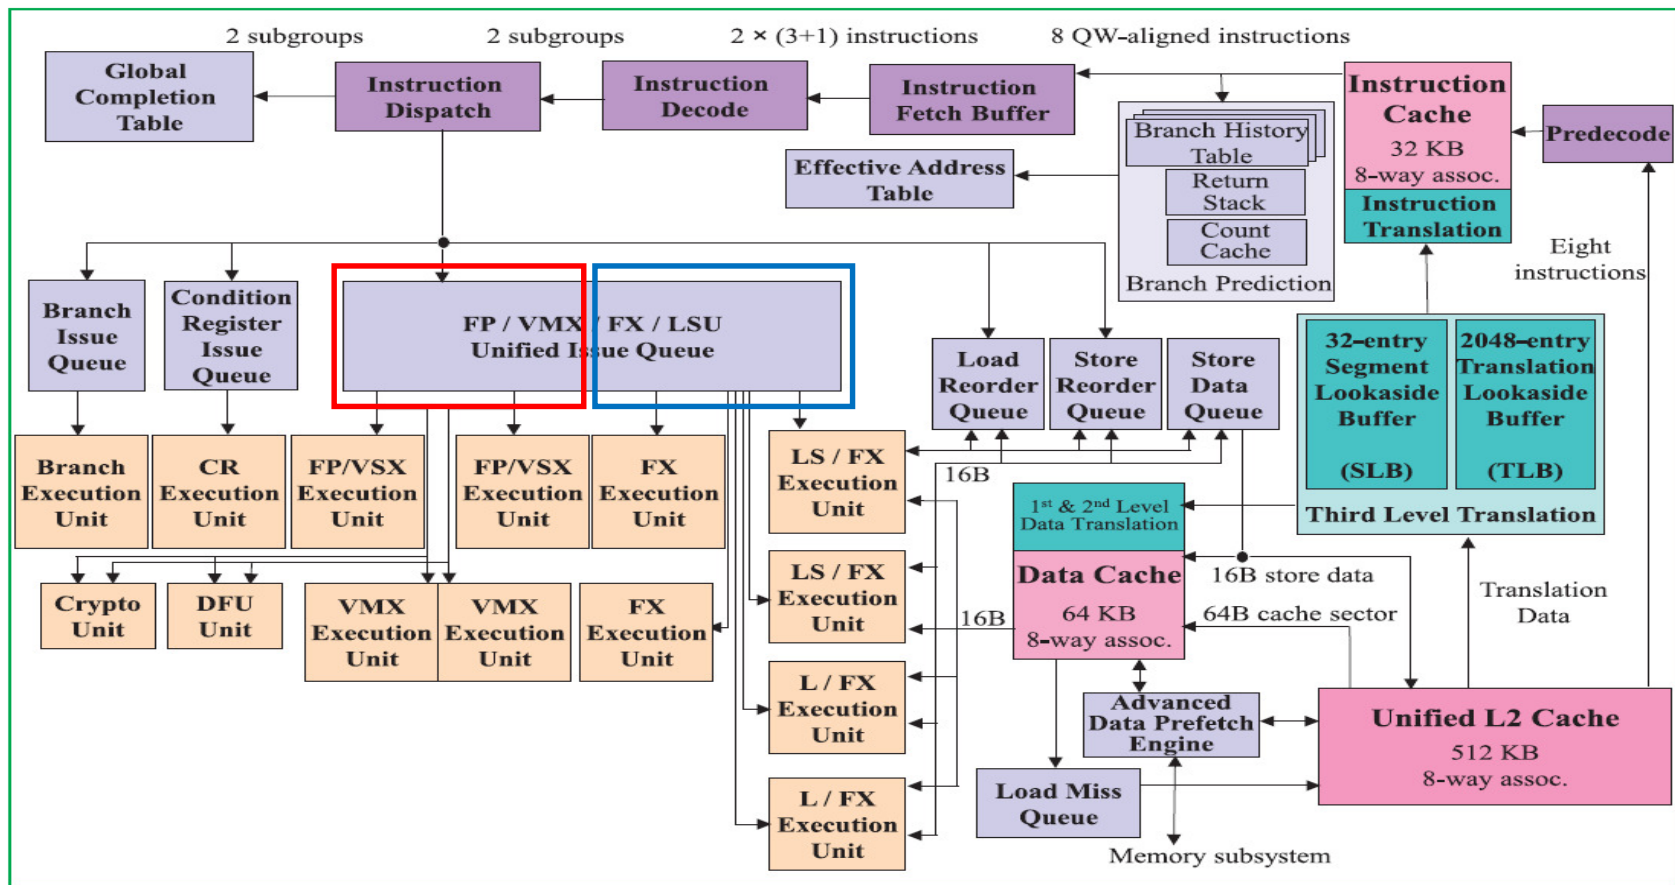 2 subgroups
2 subgroups
2 × (3+1) instructions
8 QW-aligned instructions
Global
Completion
Table
Instruction
Dispatch
Instruction
Decode
Instruction
Fetch Buffer
Instruction
Cache
32 KB
8-way assoc.
Instruction
Translation
Predecode
Branch History
Table
Return
Stack
Count
Cache
Branch Prediction
Effective Address
Table
Eight
instructions
Branch
Issue
Queue
Condition
Register
Issue
Queue
FP / VMX / FX / LSU
Unified Issue Queue
Load
Reorder
Queue
Store
Reorder
Queue
Store
Data
Queue
32-entry
Segment
Lookaside
Buffer
(SLB)
2048-entry
Translation
Lookaside
Buffer
(TLB)
Third Level Translation
Branch
Execution
Unit
CR
Execution
Unit
FP/VSX
Execution
Unit
FP/VSX
Execution
Unit
FX
Execution
Unit
LS / FX
Execution
Unit
16B
1st & 2nd Level
Data Translation
Data Cache
64 KB
8-way assoc.
16B store data
64B cache sector
Translation
Data
Crypto
Unit
DFU
Unit
VMX
Execution
Unit
VMX
Execution
Unit
FX
Execution
Unit
LS / FX
Execution
Unit
16B
L / FX
Execution
Unit
Advanced
Data Prefetch
Engine
Unified L2 Cache
512 KB
8-way assoc.
L / FX
Execution
Unit
Load Miss
Queue
Memory subsystem